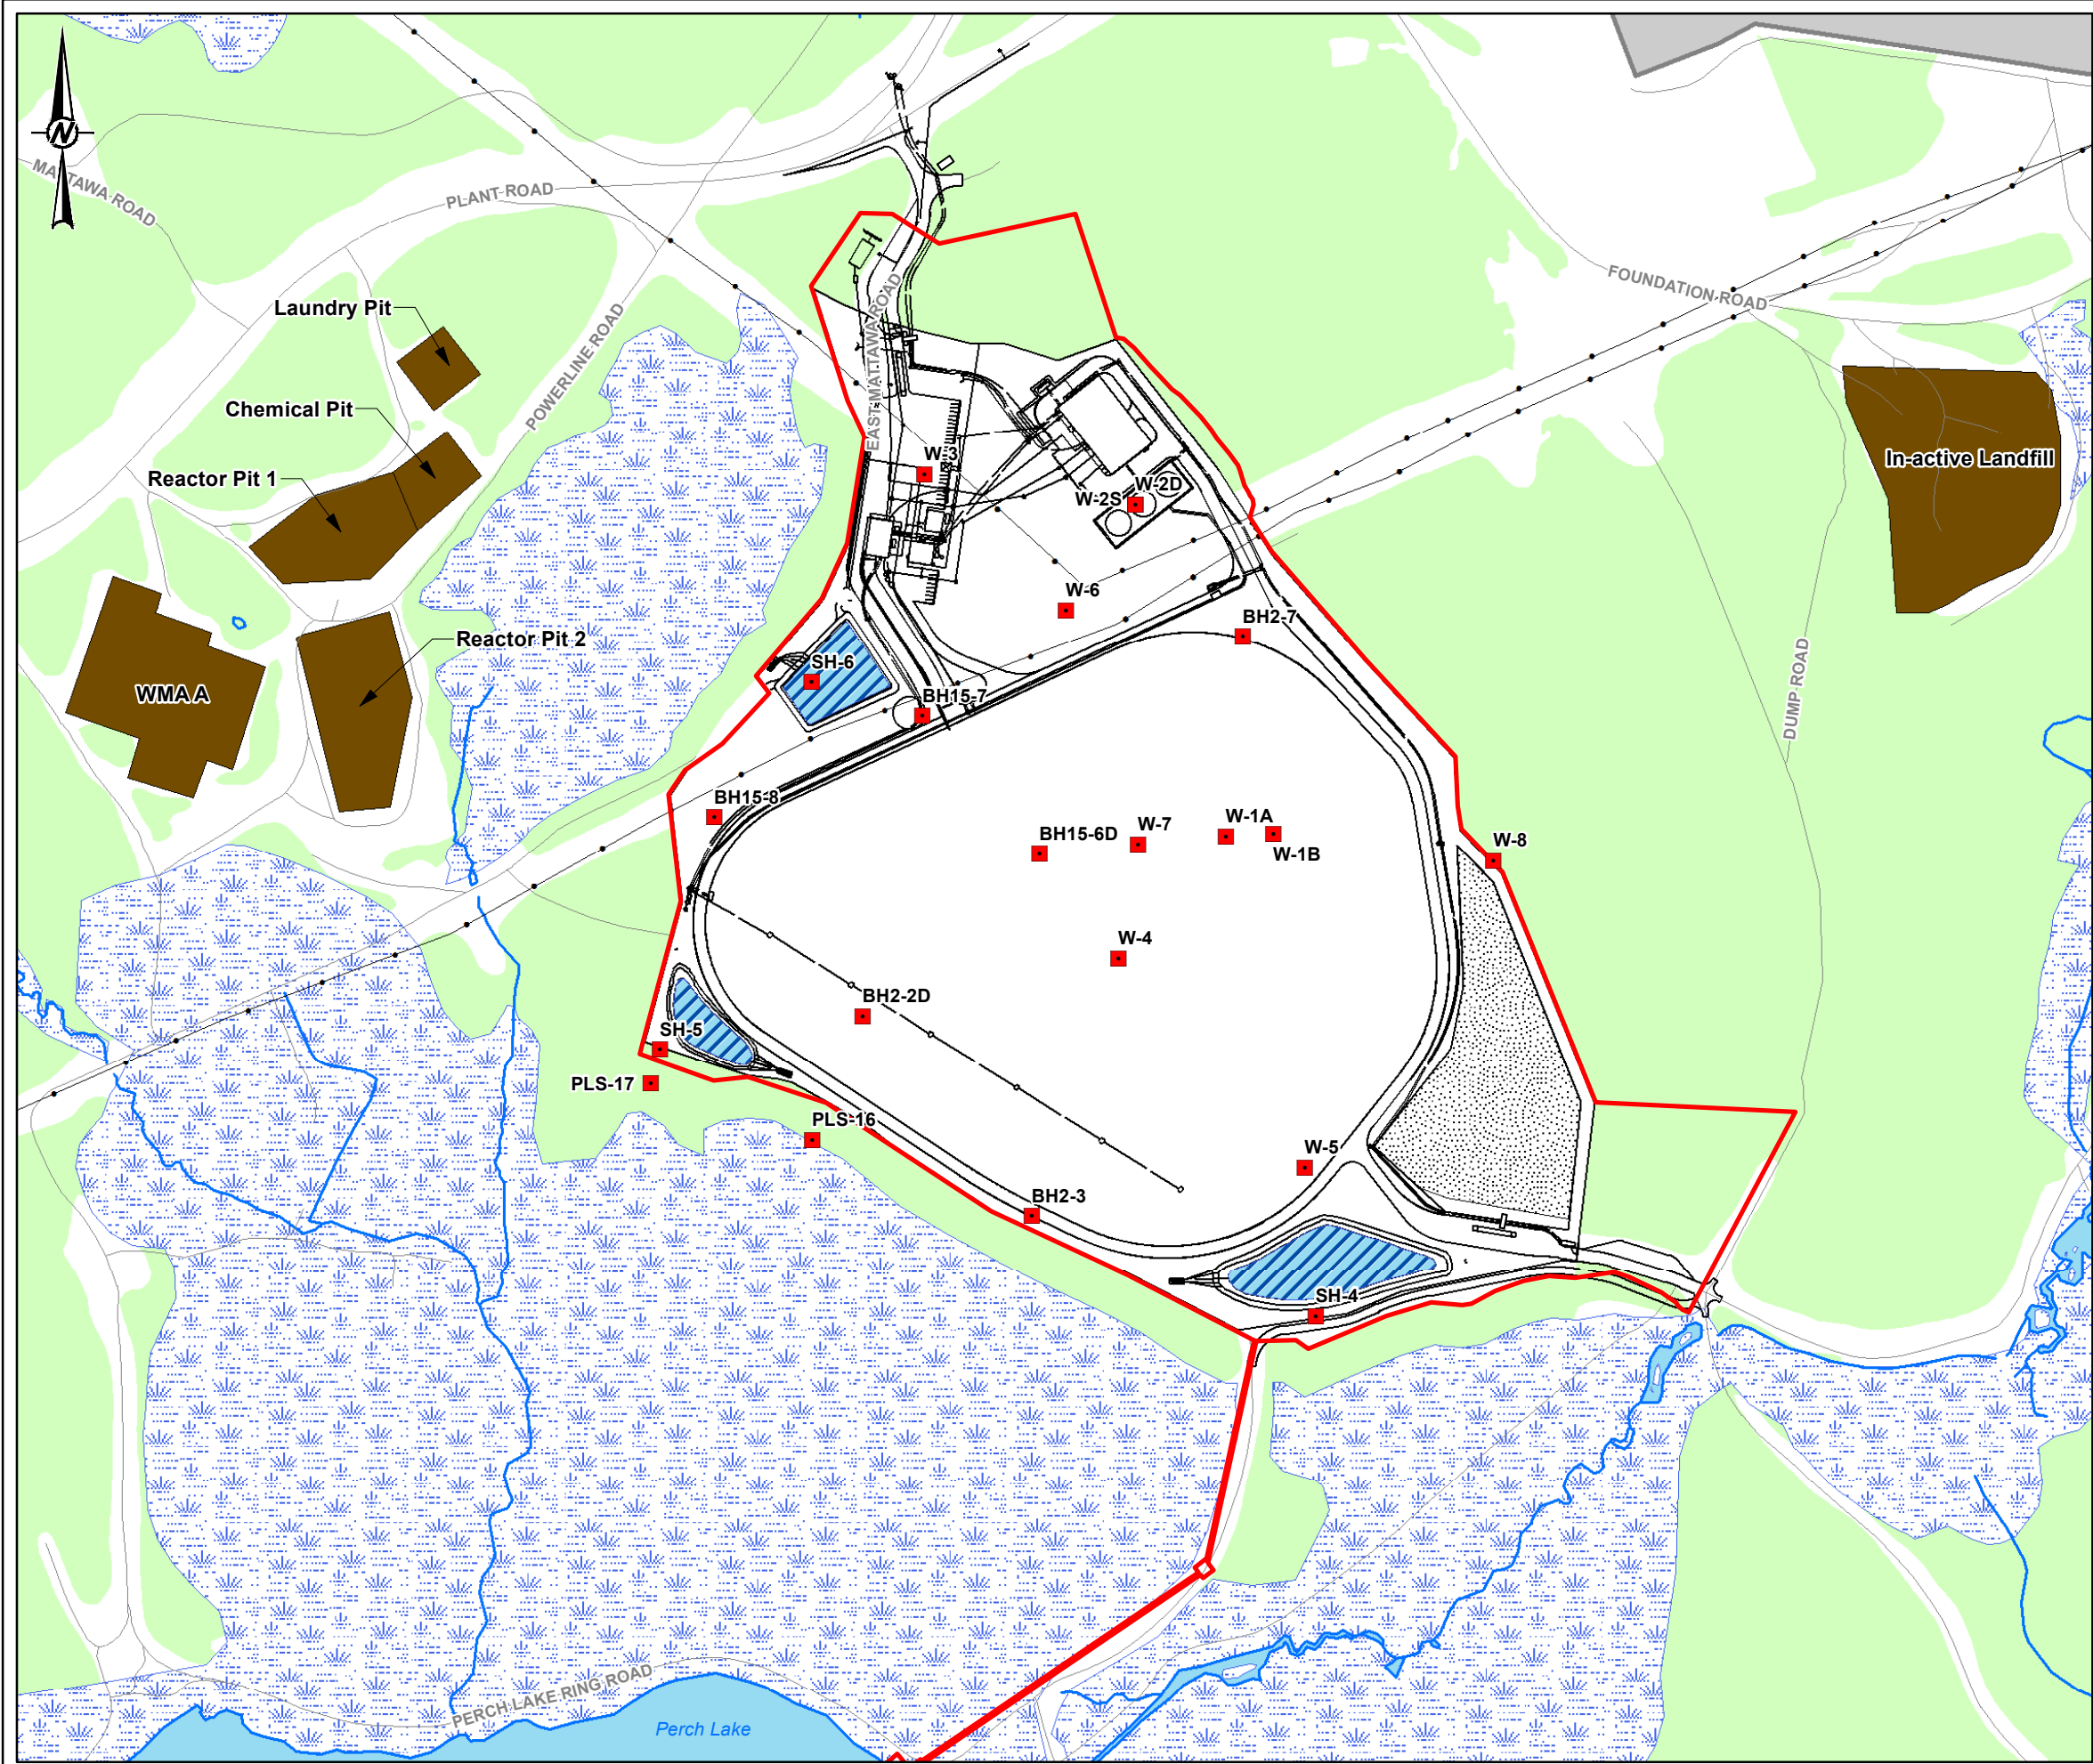 N
MATTAWA ROAD
PLANT ROAD
EAST MATTAWA ROAD
FOUNDATION ROAD
Laundry Pit
POWERLINE ROAD
Chemical Pit
Reactor Pit 1
W-3
W-2D
W-2S
In-active Landfill
W-6
BH2-7
Reactor Pit 2
SH-6
WMA A
BH15-7
DUMP ROAD
BH15-8
W-7
W-1A
BH15-6D
W-1B
W-8
W-4
BH2-2D
SH-5
PLS-17
PLS-16
W-5
BH2-3
SH-4
PERCH LAKE RING ROAD
Perch Lake